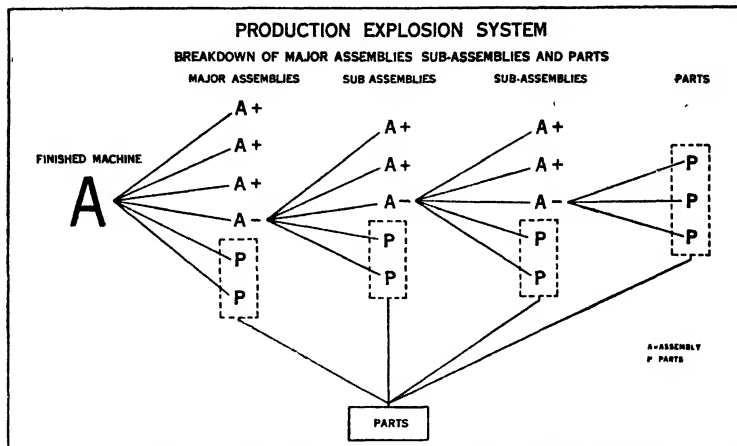 PRODUCTION EXPLOSION SYSTEM
BREAKDOWN OF MAJOR ASSEMBLIES SUB-ASSEMBLIES AND PARTS
MAJOR ASSEMBLIES SUB ASSEMBLIES SUB-ASSEMBLIES PARTS
FINISHED MACHINE
A
A+
A+
A+
A-
P
P
A+
A+
A-
P
P
A+
A+
A-
P
P
P
P
P
A=ASSEMBLY
P PARTS
PARTS